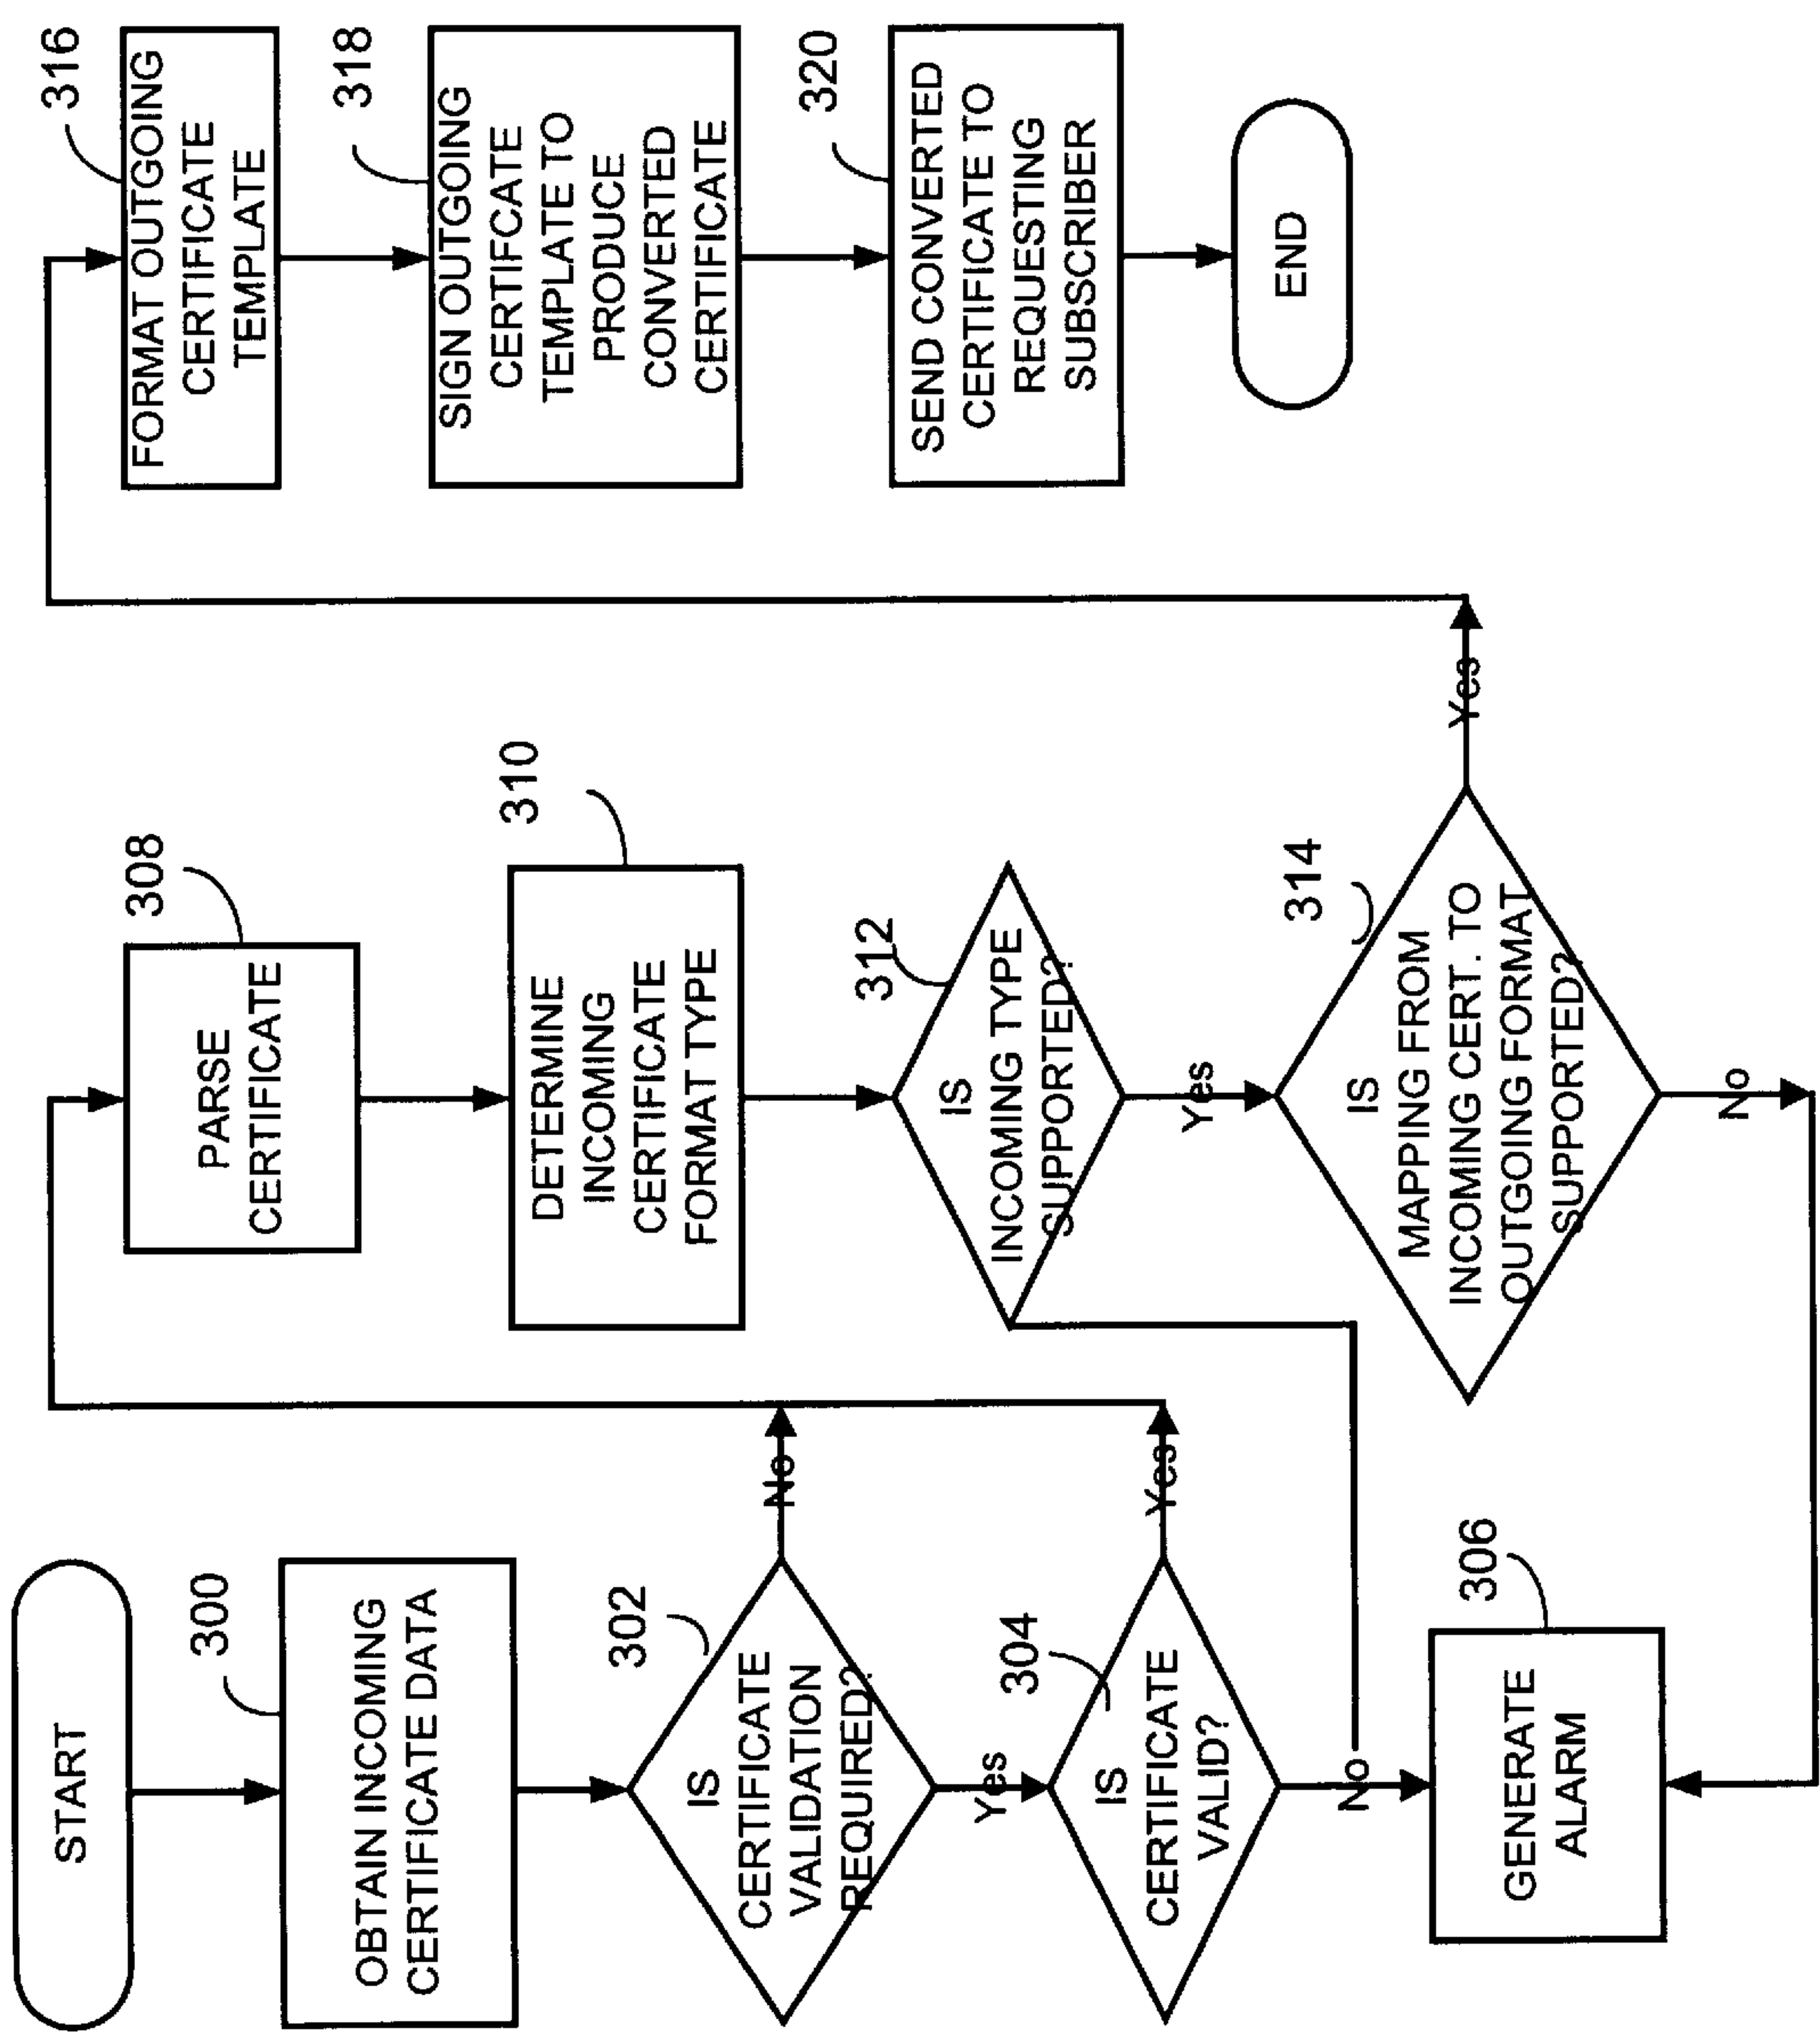 START
300
OBTAIN INCOMING
CERTIFICATE DATA
302
IS
CERTIFICATE
VALIDATION
REQUIRED?
No
Yes
304
IS
CERTIFICATE
VALID?
Yes
No
306
GENERATE
ALARM
308
PARSE
CERTIFICATE
310
DETERMINE
INCOMING
CERTIFICATE
FORMAT TYPE
312
IS
INCOMING TYPE
SUPPORTED?
Yes
314
IS
MAPPING FROM
INCOMING CERT. TO
OUTGOING FORMAT
SUPPORTED?
Yes
No
316
FORMAT OUTGOING
CERTIFICATE
TEMPLATE
318
SIGN OUTGOING
CERTIFCATE
TEMPLATE TO
PRODUCE
CONVERTED
CERTIFICATE
320
SEND CONVERTED
CERTIFICATE TO
REQUESTING
SUBSCRIBER
END